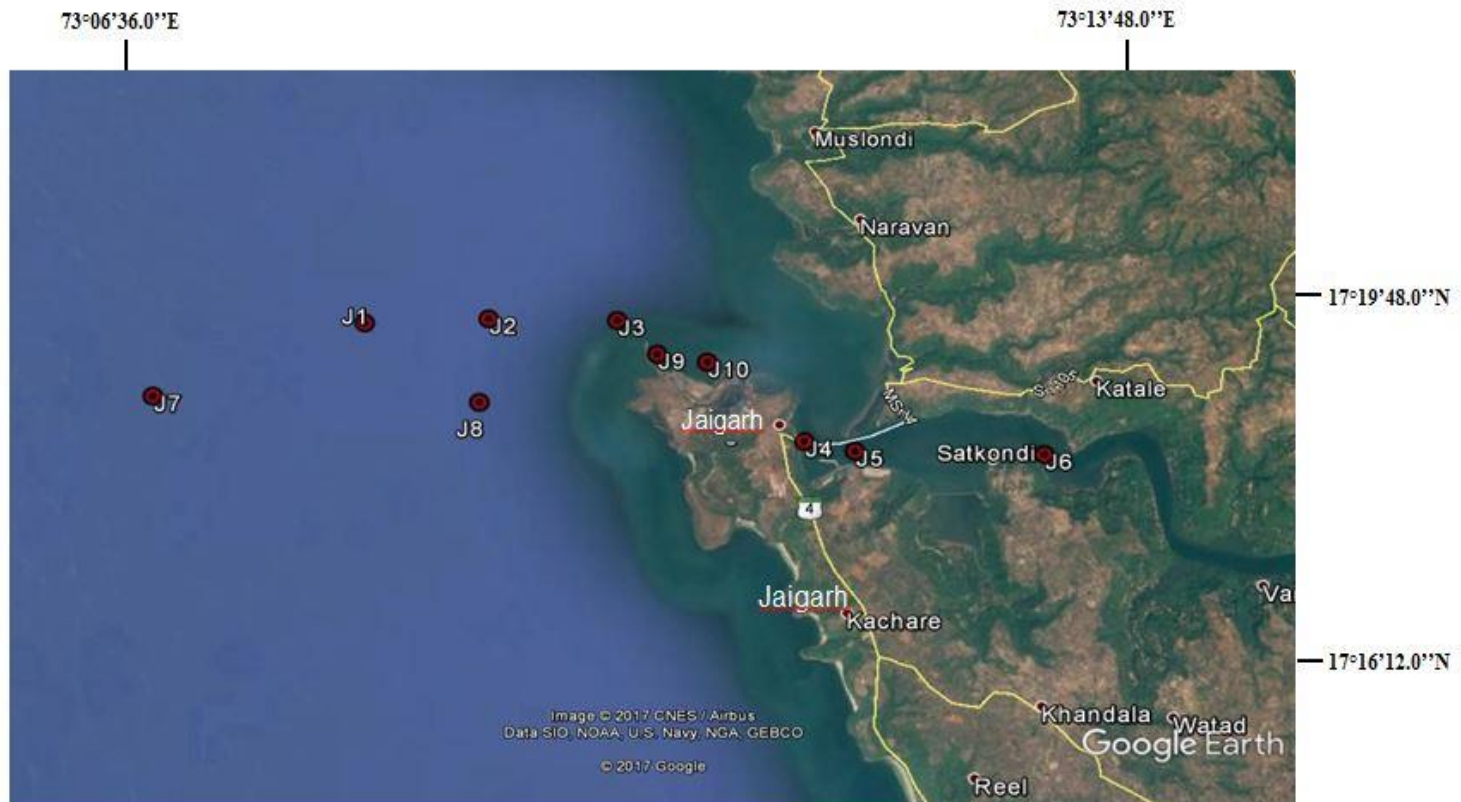 73°06'36.0’’E
73°13'48.0’’E
Muslondi
Naravan
17°19'48.0’’N
J1
J2
J3
J9
J10
Katale
J7
J8
Jaigarh
J4
J5
Satkondi
J6
4
Jaigarh
Kachare
17°16'12.0’’N
Khandala
Watad
Image © 2017 CNES / Airbus
Data SIO, NOAA, U.S. Navy, NGA, GEBCO
Google Earth
© 2017 Google
Reel